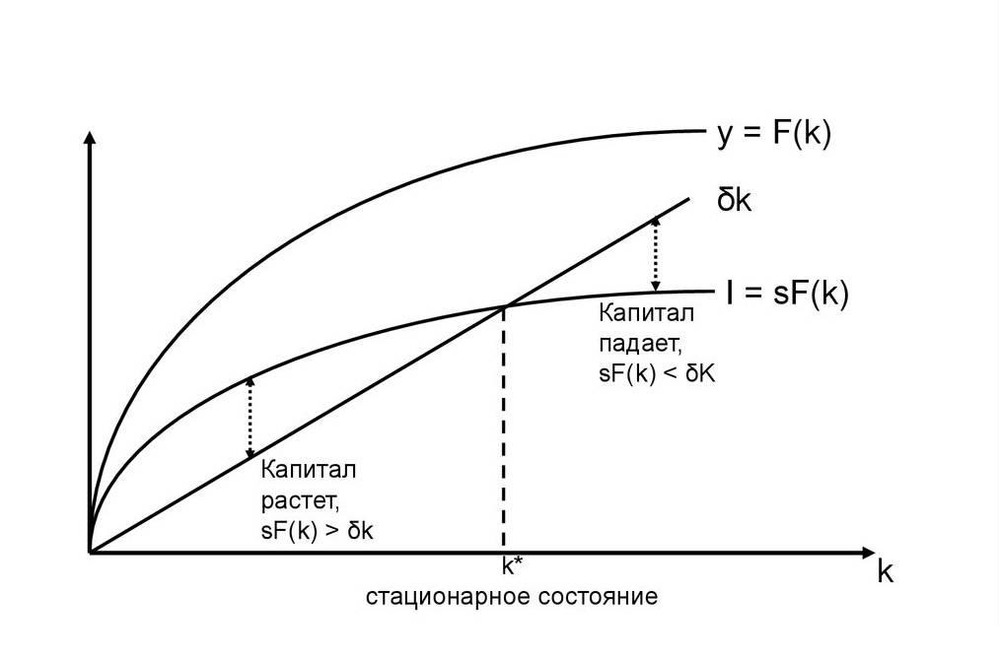 y = F(k)
δk
I = sF(k)
Капитал
падает,
sF(k) < δK
Капитал
растет,
sF(k) > δk
k*
k
стационарное состояние